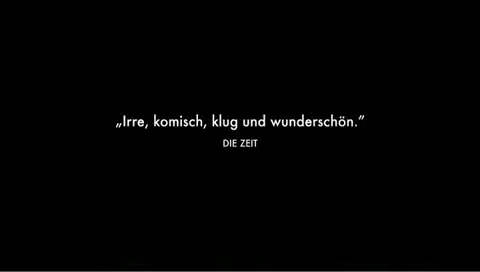 „Irre, komisch, klug und wunderschön.”
DIE ZEIT